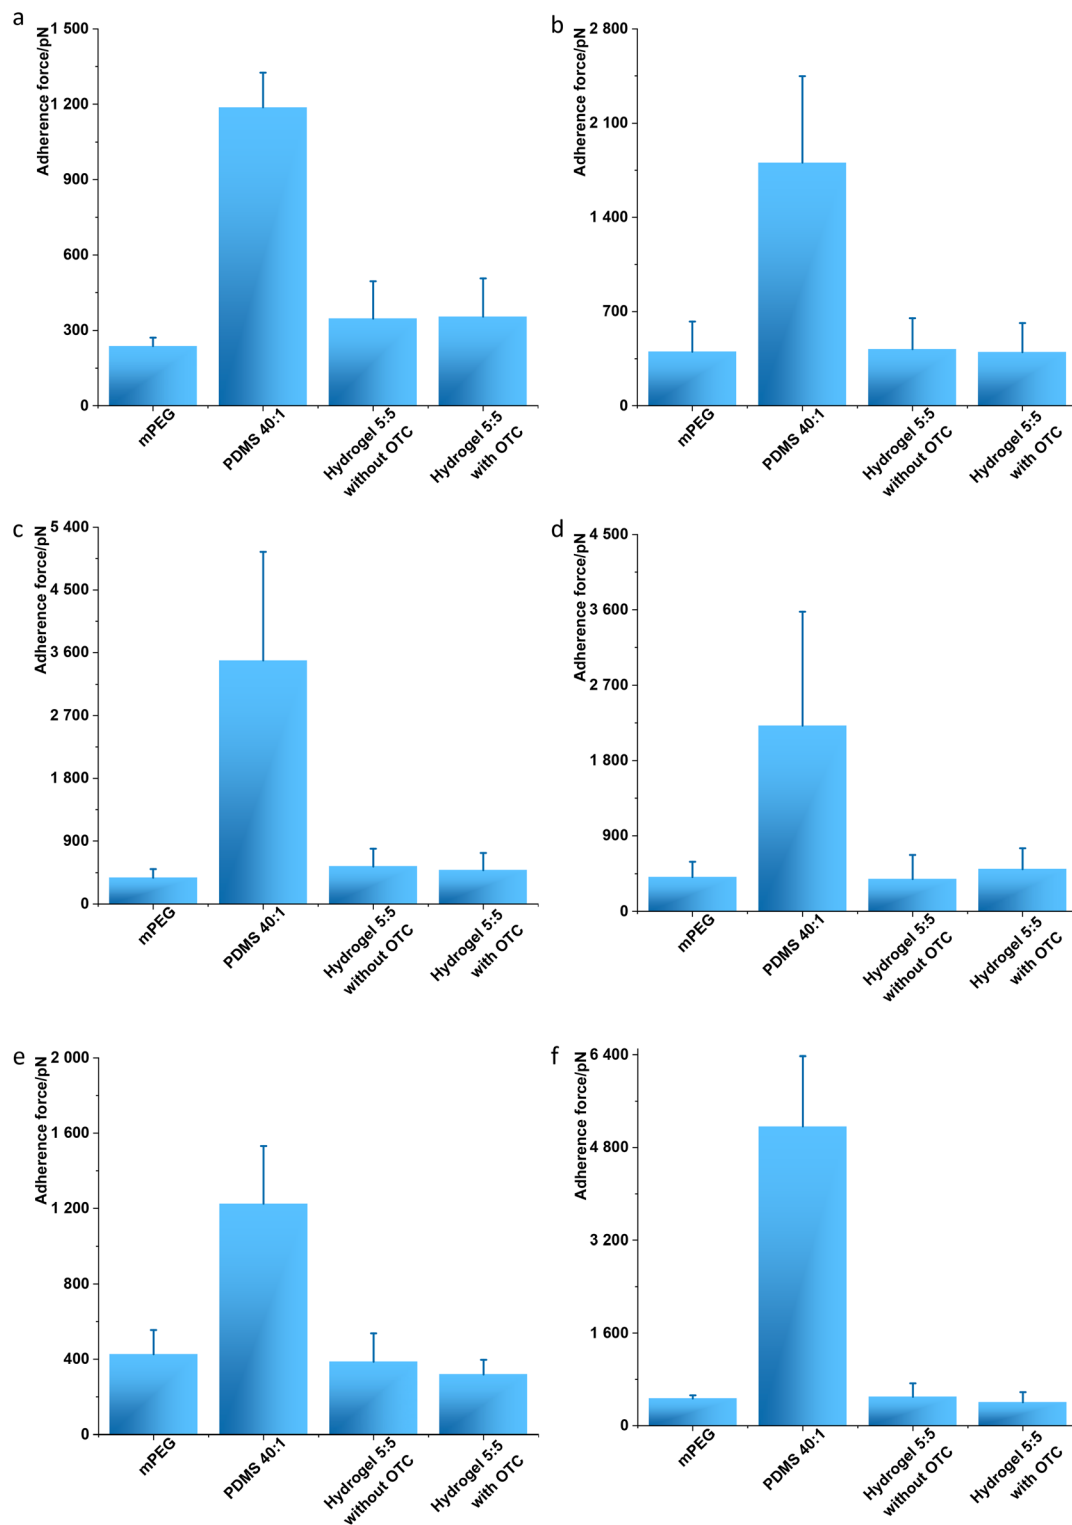 a
Adherence force/pN
1 500
1 200
900
600
300
0
mPEG
PDMS 40:1
Hydrogel 5:5
without OTC
Hydrogel 5:5
with OTC
b
Adherence force/pN
2 800
2 100
1 400
700
0
mPEG
PDMS 40:1
Hydrogel 5:5
without OTC
Hydrogel 5:5
with OTC
c
Adherence force/pN
5 400
4 500
3 600
2 700
1 800
900
0
mPEG
PDMS 40:1
Hydrogel 5:5
without OTC
Hydrogel 5:5
with OTC
d
Adherence force/pN
4 500
3 600
2 700
1 800
900
0
mPEG
PDMS 40:1
Hydrogel 5:5
without OTC
Hydrogel 5:5
with OTC
e
Adherence force/pN
2 000
1 600
1 200
800
400
0
mPEG
PDMS 40:1
Hydrogel 5:5
without OTC
Hydrogel 5:5
with OTC
f
Adherence force/pN
6 400
4 800
3 200
1 600
0
mPEG
PDMS 40:1
Hydrogel 5:5
without OTC
Hydrogel 5:5
with OTC